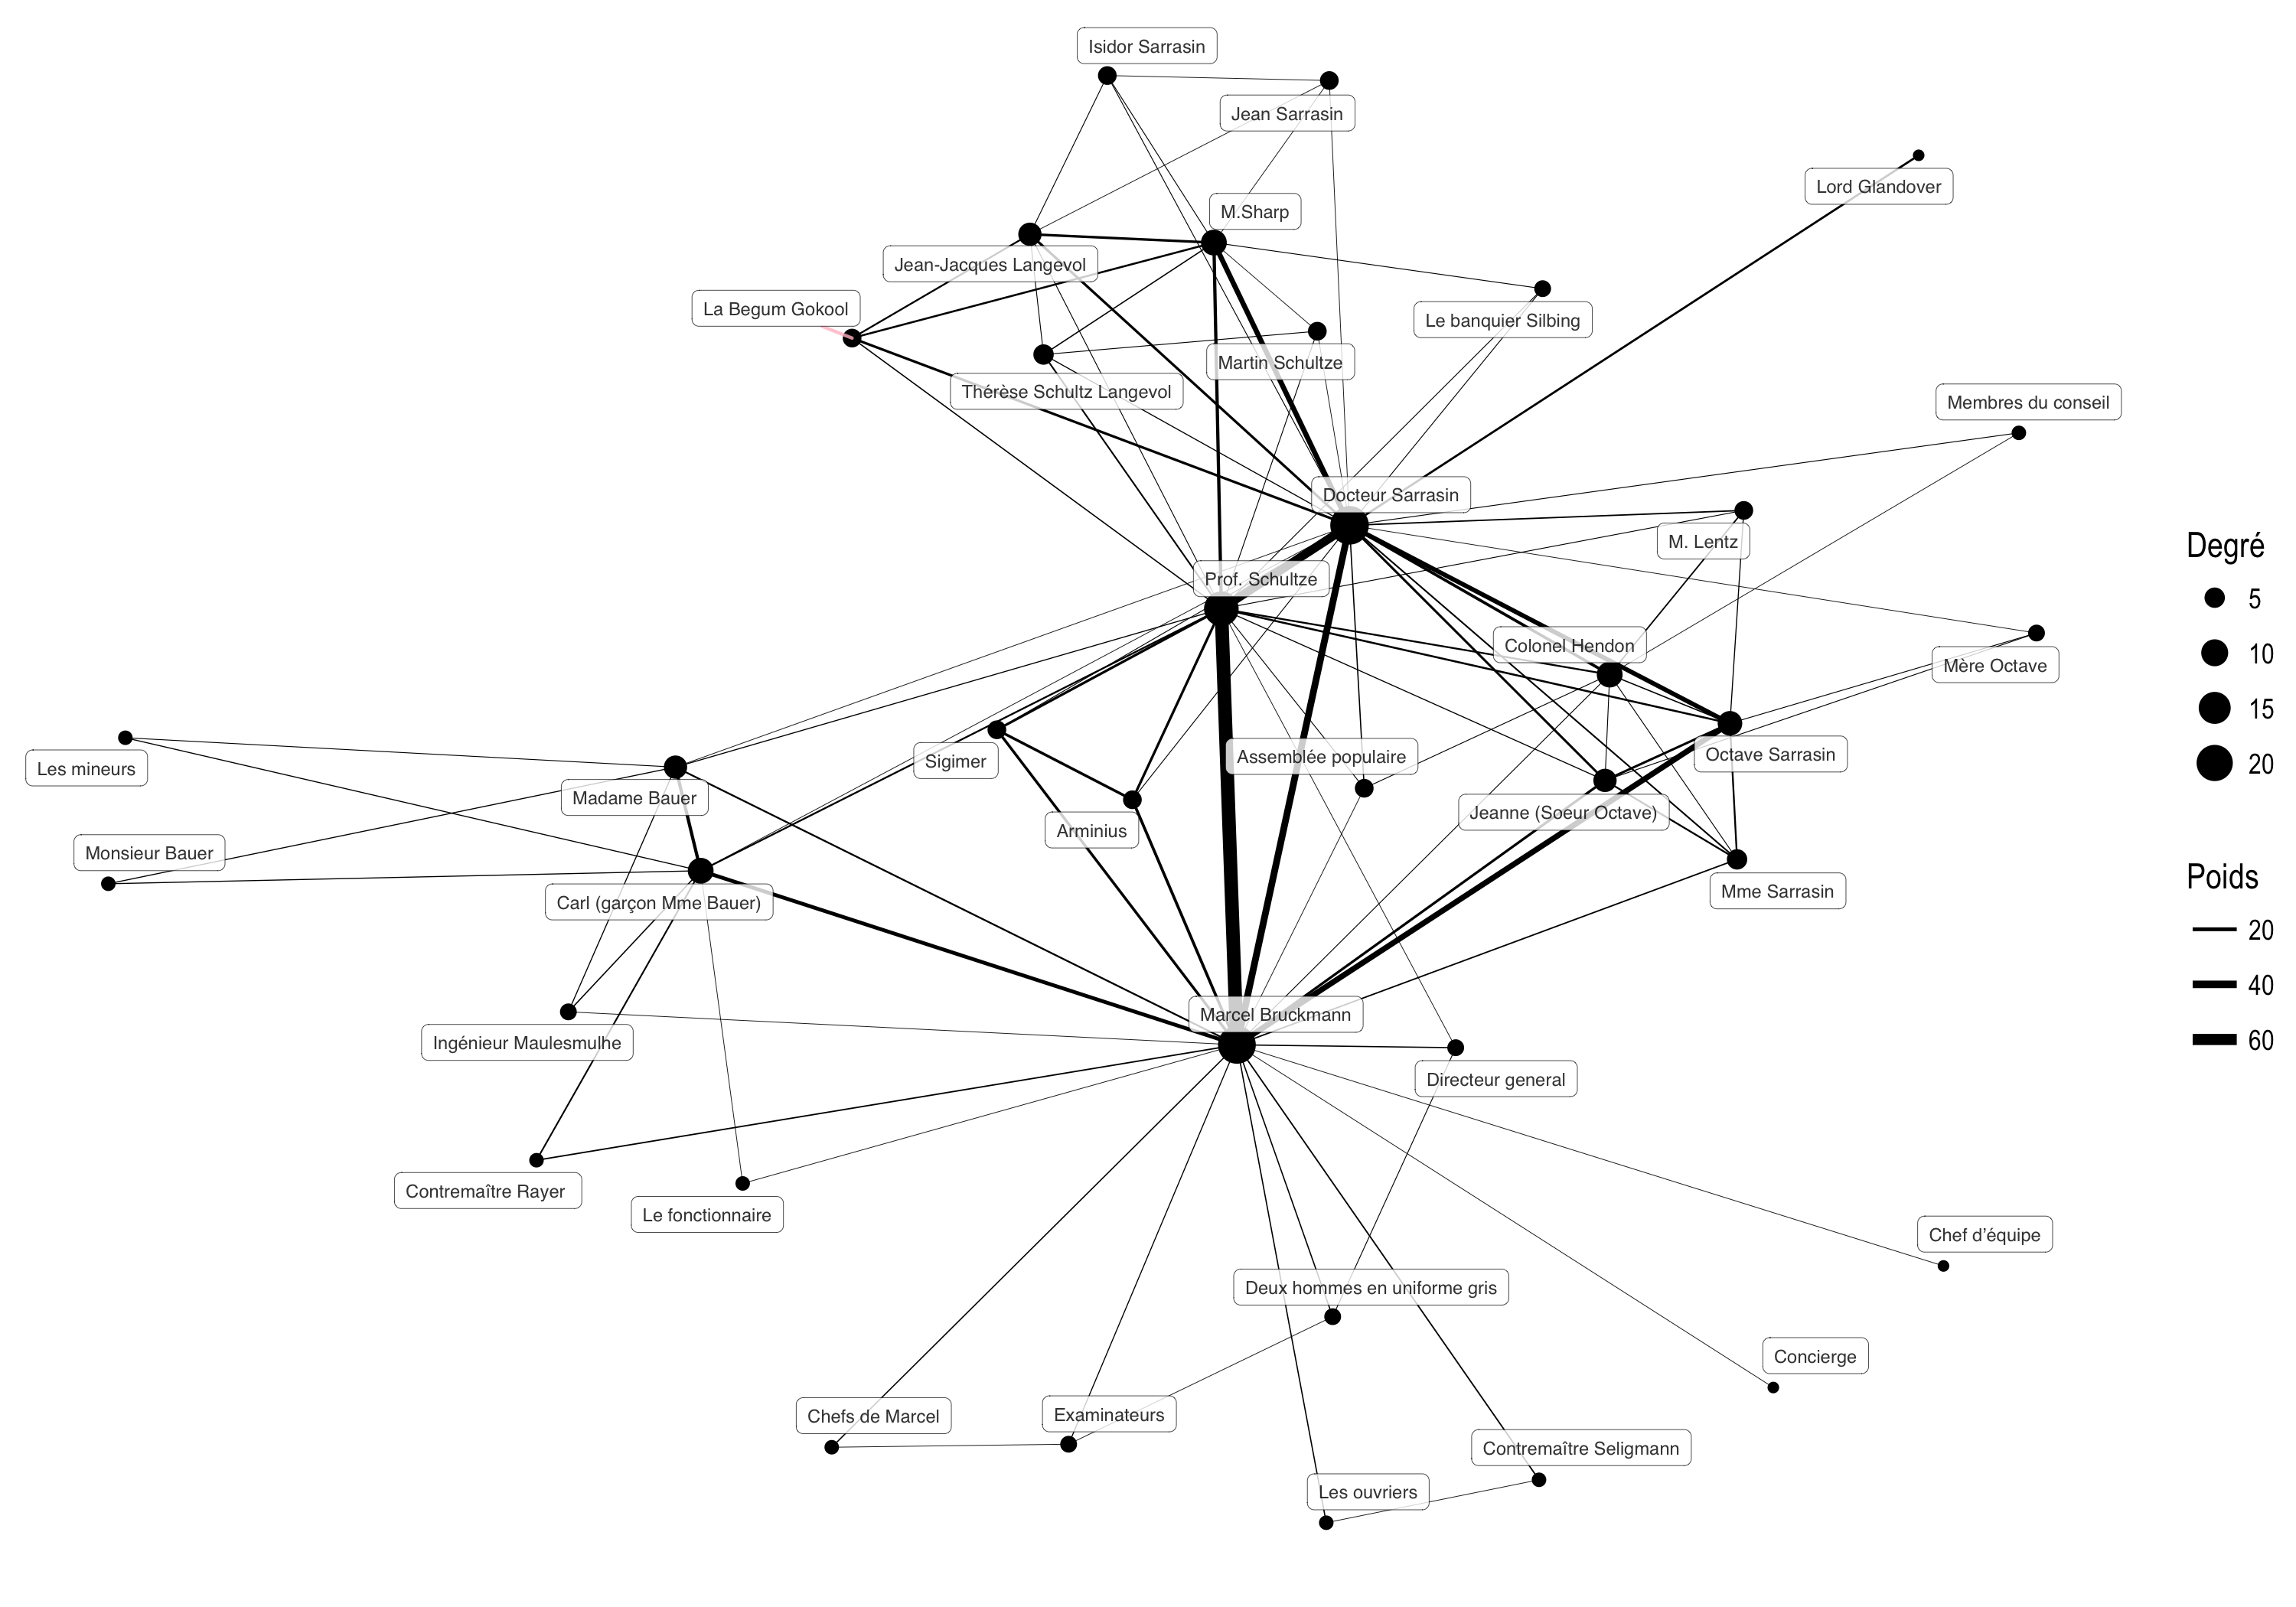 Isidor Sarrasin
Jean Sarrasin
Lord Glandover
M.Sharp
Jean-Jacques Langevol
La Begum Gokool
Le banquier Silbing
Martin Schultze
Thérèse Schultz Langevol
Membres du conseil
Docteur Sarrasin
M. Lentz
Prof. Schultze
Colonel Hendon
Mère Octave
Octave Sarrasin
Assemblée populaire
Sigimer
Les mineurs
Madame Bauer
Jeanne (Soeur Octave)
Arminius
Monsieur Bauer
Mme Sarrasin
Carl (garçon Mme Bauer)
Marcel Bruckmann
Ingénieur Maulesmulhe
Directeur general
Contremaître Rayer
Le fonctionnaire
Chef d’équipe
Deux hommes en uniforme gris
Concierge
Chefs de Marcel
Examinateurs
Contremaître Seligmann
Les ouvriers
Degré
5
10
15
20
Poids
20
40
60